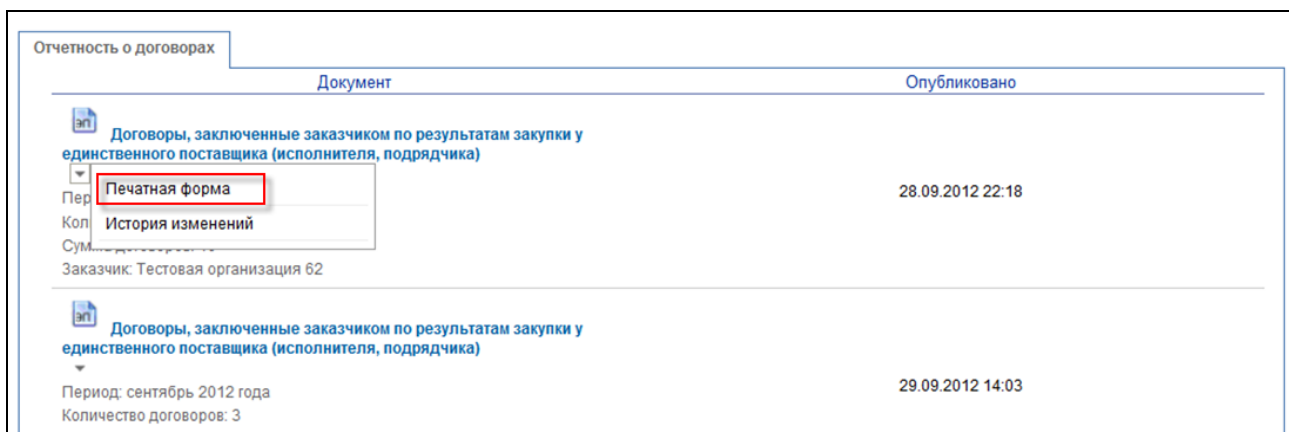 Отчетность о договорах
Документ Опубликовано
эп
Договоры, заключенные заказчиком по результатам закупки у
единственного поставщика (исполнителя, подрядчика)
Печатная форма
28.09.2012 22:18
Пер
История изменений
Кол
Заказчик: Тестовая организация 62
эп
Договоры, заключенные заказчиком по результатам закупки у
единственного поставщика (исполнителя, подрядчика)
Период: сентябрь 2012 года
29.09.2012 14:03
Количество договоров: 3